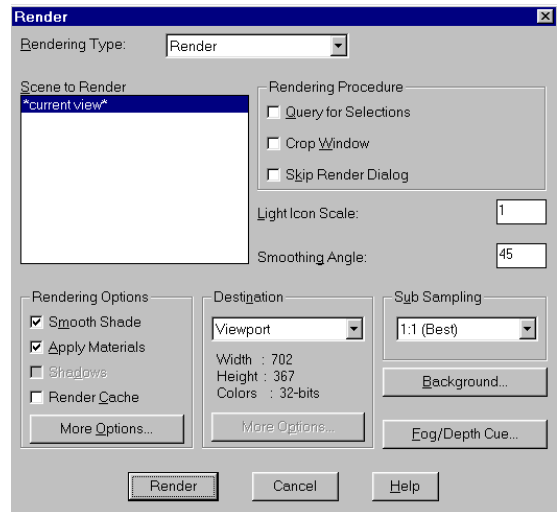 Render
Rendering Type: Render
Scene to Render
*current view*
Rendering Procedure
Query for Selections
Crop Window
Skip Render Dialog
Light Icon Scale: 1
Smoothing Angle: 45
Rendering Options
Smooth Shade
Apply Materials
Shadows
Render Cache
More Options...
Destination
Viewport
Width : 702
Height : 367
Colors : 32-bits
More Options...
Sub Sampling
1:1 (Best)
Background...
Fog/Depth Cue...
Render Cancel Help